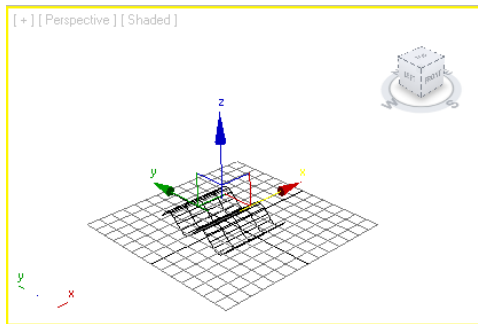 [ + ] [ Perspective ] [ Shaded ]
z
y
x
W
S
y
x